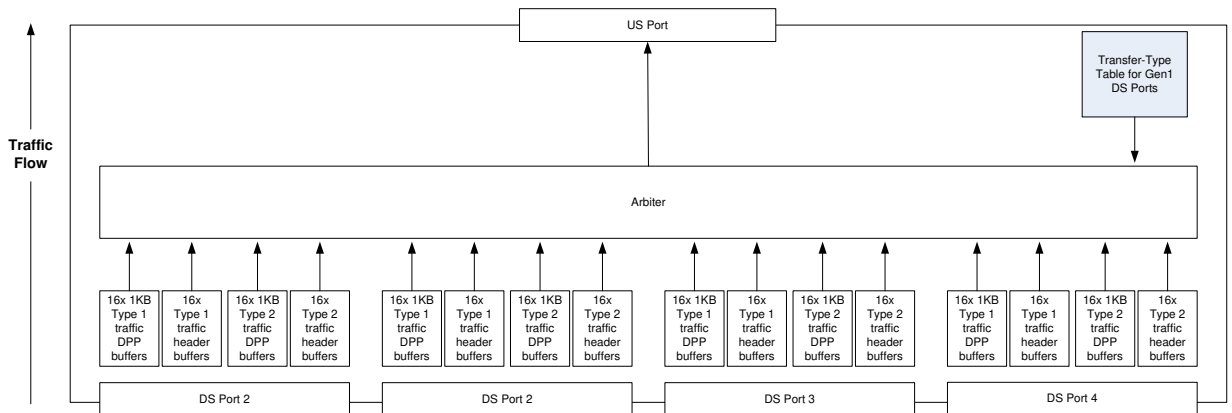 US Port
Transfer-Type
Table for Gen1
DS Ports
Traffic
Flow
Arbiter
16x 1KB
Type 1
traffic
DPP
buffers
16x
Type 1
traffic
header
buffers
16x 1KB
Type 2
traffic
DPP
buffers
16x
Type 2
traffic
header
buffers
16x 1KB
Type 1
traffic
DPP
buffers
16x
Type 1
traffic
header
buffers
16x 1KB
Type 2
traffic
DPP
buffers
16x
Type 2
traffic
header
buffers
16x 1KB
Type 1
traffic
DPP
buffers
16x
Type 1
traffic
header
buffers
16x 1KB
Type 2
traffic
DPP
buffers
16x
Type 2
traffic
header
buffers
16x 1KB
Type 1
traffic
DPP
buffers
16x
Type 1
traffic
header
buffers
16x 1KB
Type 2
traffic
DPP
buffers
16x
Type 2
traffic
header
buffers
DS Port 2
DS Port 2
DS Port 3
DS Port 4